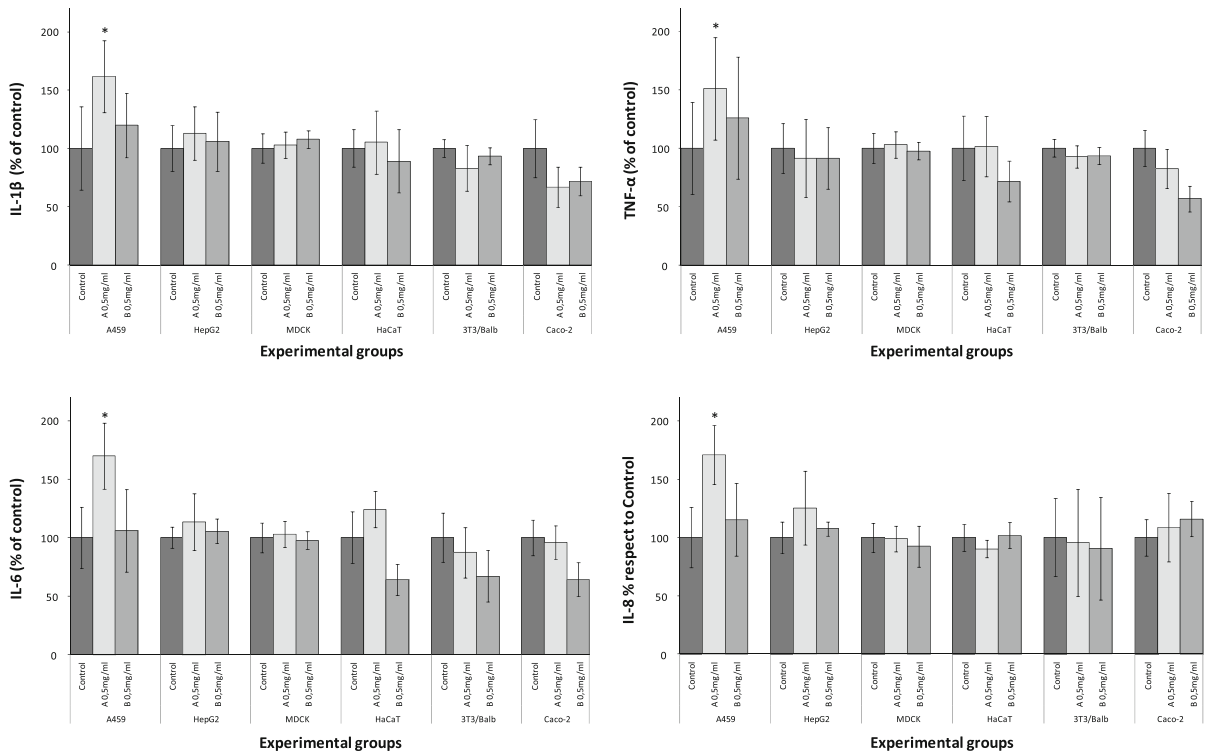 IL-1β (% of control)
200
150
100
50
0
*
Control
A 0,5mg/ml
B 0,5mg/ml
Control
A 0,5mg/ml
B 0,5mg/ml
Control
A 0,5mg/ml
B 0,5mg/ml
Control
A 0,5mg/ml
B 0,5mg/ml
Control
A 0,5mg/ml
B 0,5mg/ml
Control
A 0,5mg/ml
B 0,5mg/ml
A459 HepG2 MDCK HaCaT 3T3/Balb Caco-2
Experimental groups
TNF-α (% of control)
200
150
100
50
0
*
Control
A 0,5mg/ml
B 0,5mg/ml
Control
A 0,5mg/ml
B 0,5mg/ml
Control
A 0,5mg/ml
B 0,5mg/ml
Control
A 0,5mg/ml
B 0,5mg/ml
Control
A 0,5mg/ml
B 0,5mg/ml
Control
A 0,5mg/ml
B 0,5mg/ml
A459 HepG2 MDCK HaCaT 3T3/Balb Caco-2
Experimental groups
IL-6 (% of control)
200
150
100
50
0
*
Control
A 0,5mg/ml
B 0,5mg/ml
Control
A 0,5mg/ml
B 0,5mg/ml
Control
A 0,5mg/ml
B 0,5mg/ml
Control
A 0,5mg/ml
B 0,5mg/ml
Control
A 0,5mg/ml
B 0,5mg/ml
Control
A 0,5mg/ml
B 0,5mg/ml
A459 HepG2 MDCK HaCaT 3T3/Balb Caco-2
Experimental groups
IL-8 % respect to Control
200
150
100
50
0
*
Control
A 0,5mg/ml
B 0,5mg/ml
Control
A 0,5mg/ml
B 0,5mg/ml
Control
A 0,5mg/ml
B 0,5mg/ml
Control
A 0,5mg/ml
B 0,5mg/ml
Control
A 0,5mg/ml
B 0,5mg/ml
Control
A 0,5mg/ml
B 0,5mg/ml
A459 HepG2 MDCK HaCaT 3T3/Balb Caco-2
Experimental groups